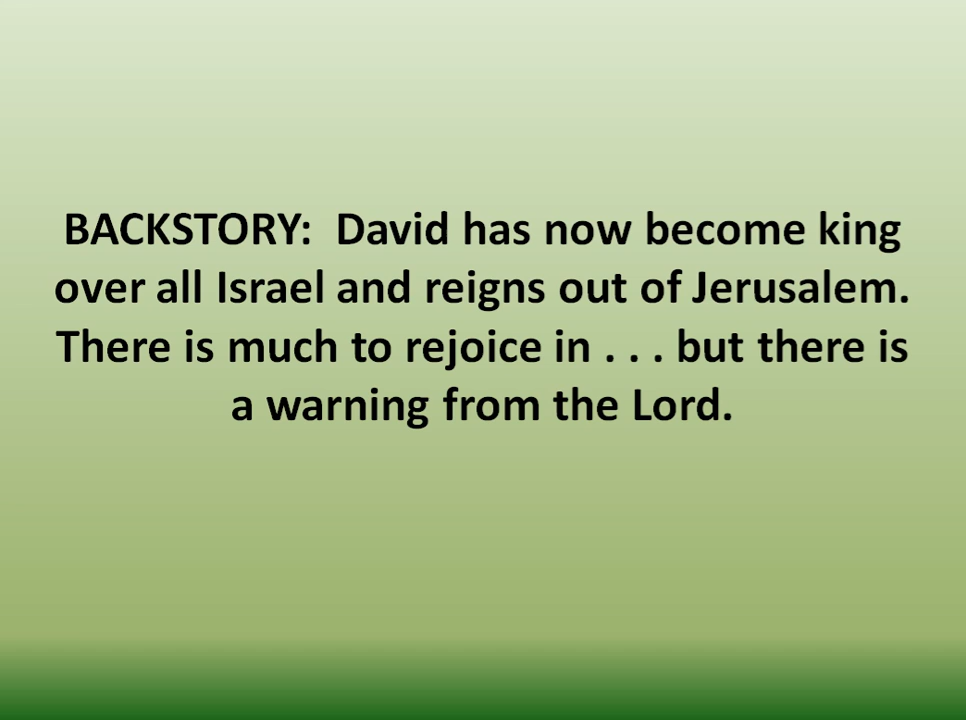 BACKSTORY:  David has now become king
over all Israel and reigns out of Jerusalem.
There is much to rejoice in . . . but there is
a warning from the Lord.